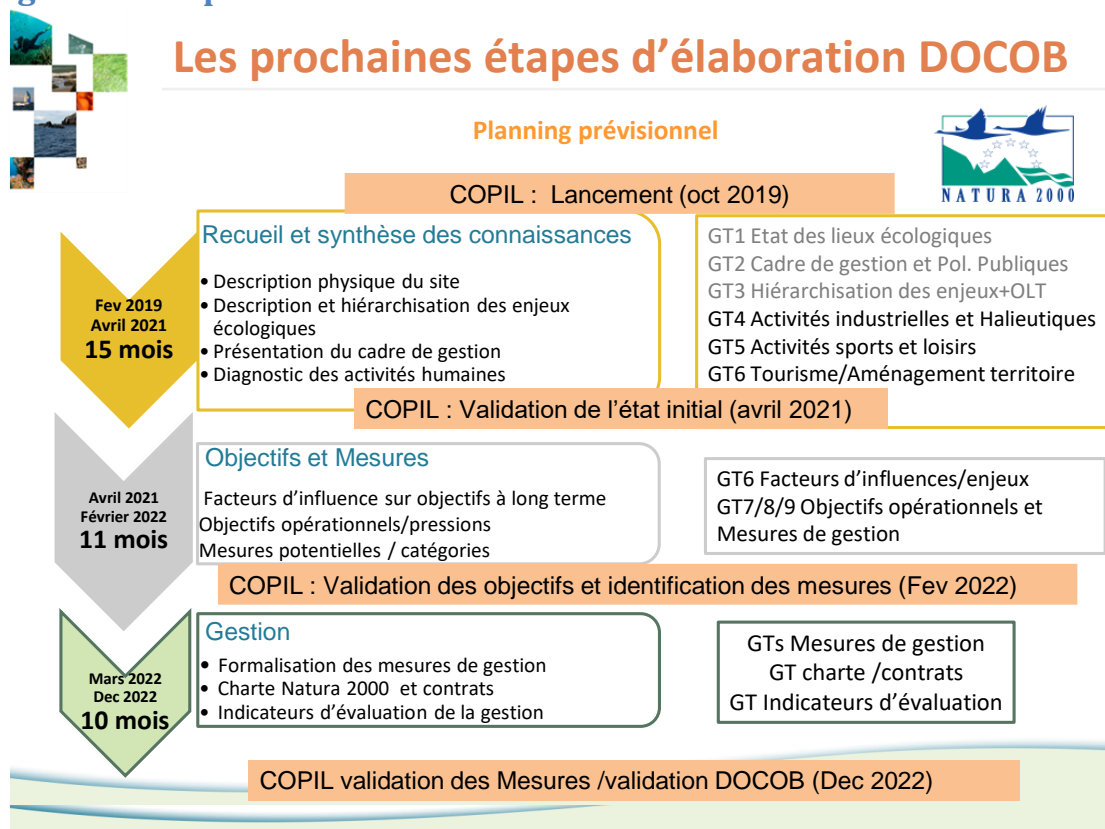 Les prochaines étapes d'élaboration DOCOB
Planning prévisionnel
NATURA 2000
COPIL : Lancement (oct 2019)
Fev 2019
Avril 2021
15 mois
Recueil et synthèse des connaissances
• Description physique du site
• Description et hiérarchisation des enjeux
écologiques
• Présentation du cadre de gestion
• Diagnostic des activités humaines
GT1 Etat des lieux écologiques
GT2 Cadre de gestion et Pol. Publiques
GT3 Hiérarchisation des enjeux+OLT
GT4 Activités industrielles et Halieutiques
GT5 Activités sports et loisirs
GT6 Tourisme/Aménagement territoire
COPIL : Validation de l'état initial (avril 2021)
Avril 2021
Février 2022
11 mois
Objectifs et Mesures
Facteurs d'influence sur objectifs à long terme
Objectifs opérationnels/pressions
Mesures potentielles / catégories
GT6 Facteurs d'influences/enjeux
GT7/8/9 Objectifs opérationnels et
Mesures de gestion
COPIL : Validation des objectifs et identification des mesures (Fev 2022)
Mars 2022
Dec 2022
10 mois
Gestion
• Formalisation des mesures de gestion
• Charte Natura 2000 et contrats
• Indicateurs d'évaluation de la gestion
GTs Mesures de gestion
GT charte /contrats
GT Indicateurs d'évaluation
COPIL validation des Mesures /validation DOCOB (Dec 2022)